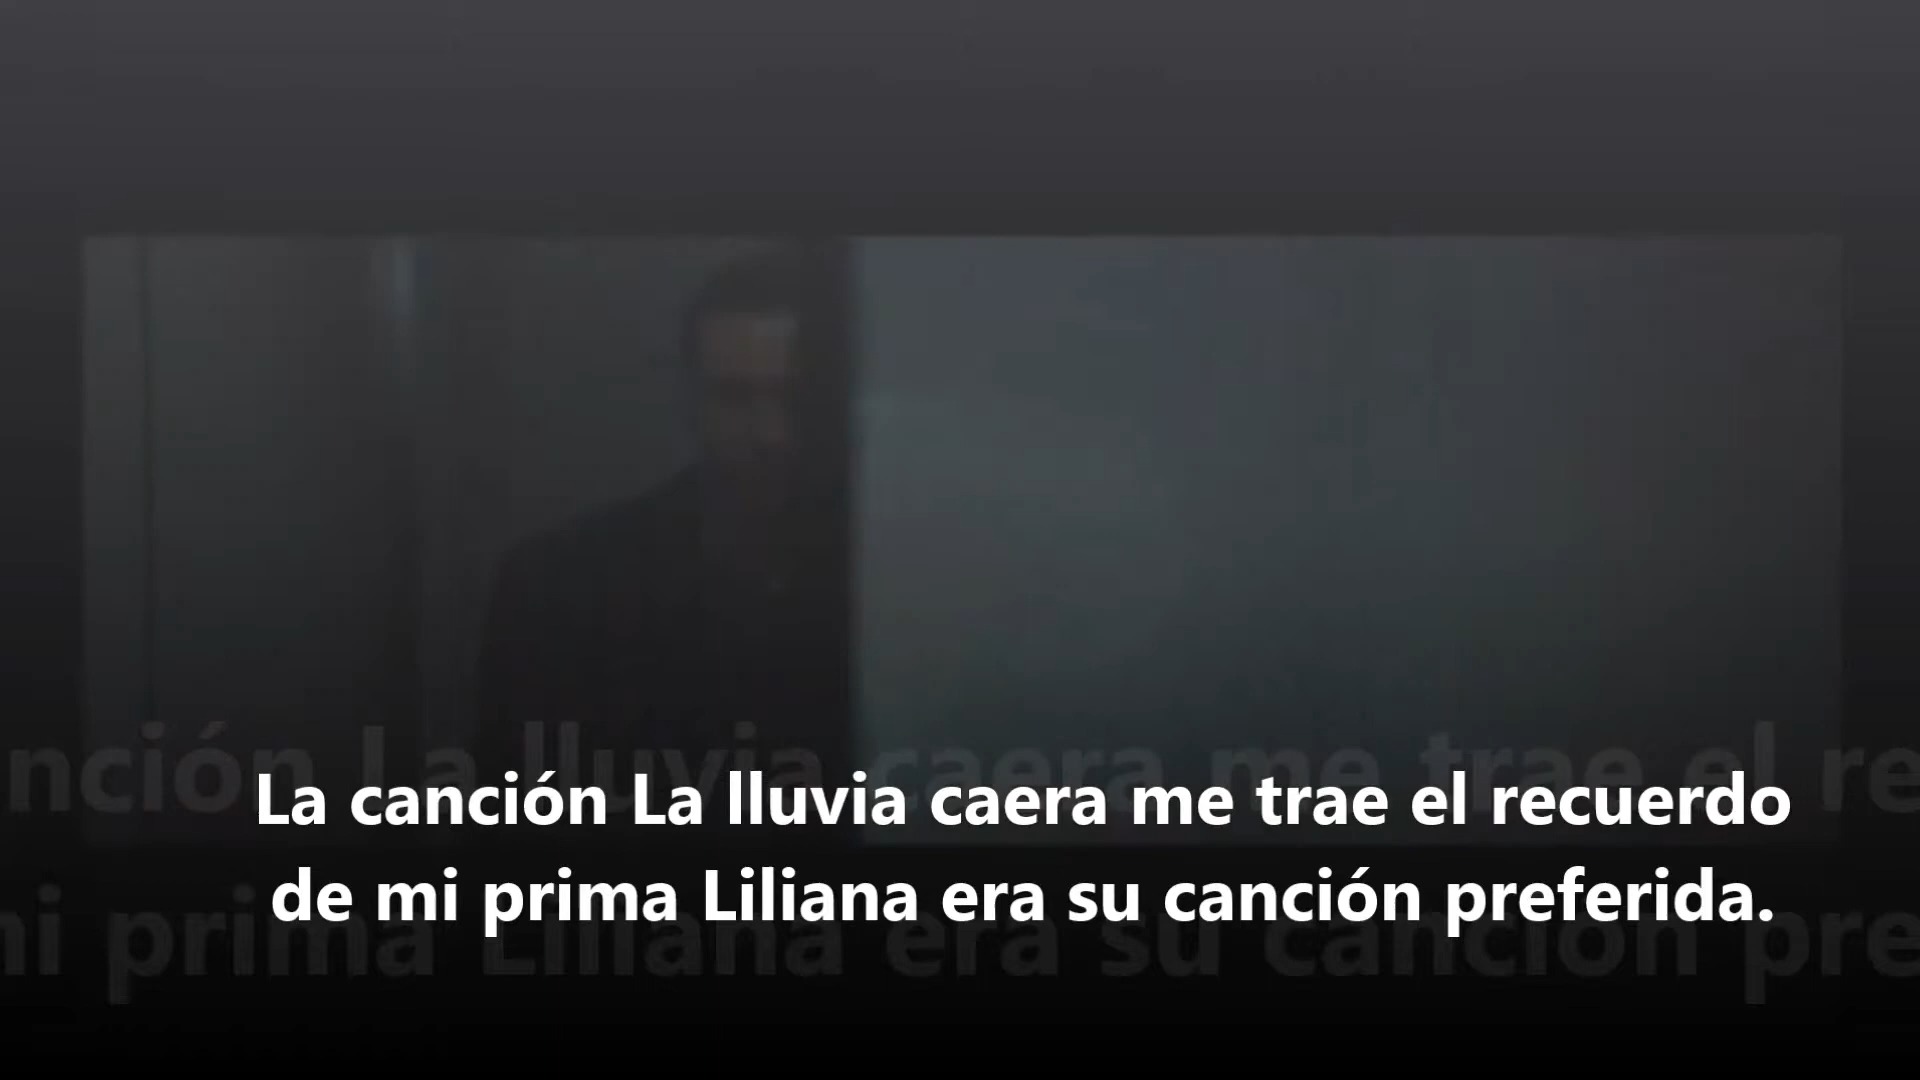 La canción La lluvia caera me trae el recuerdo
de mi prima Liliana era su canción preferida.